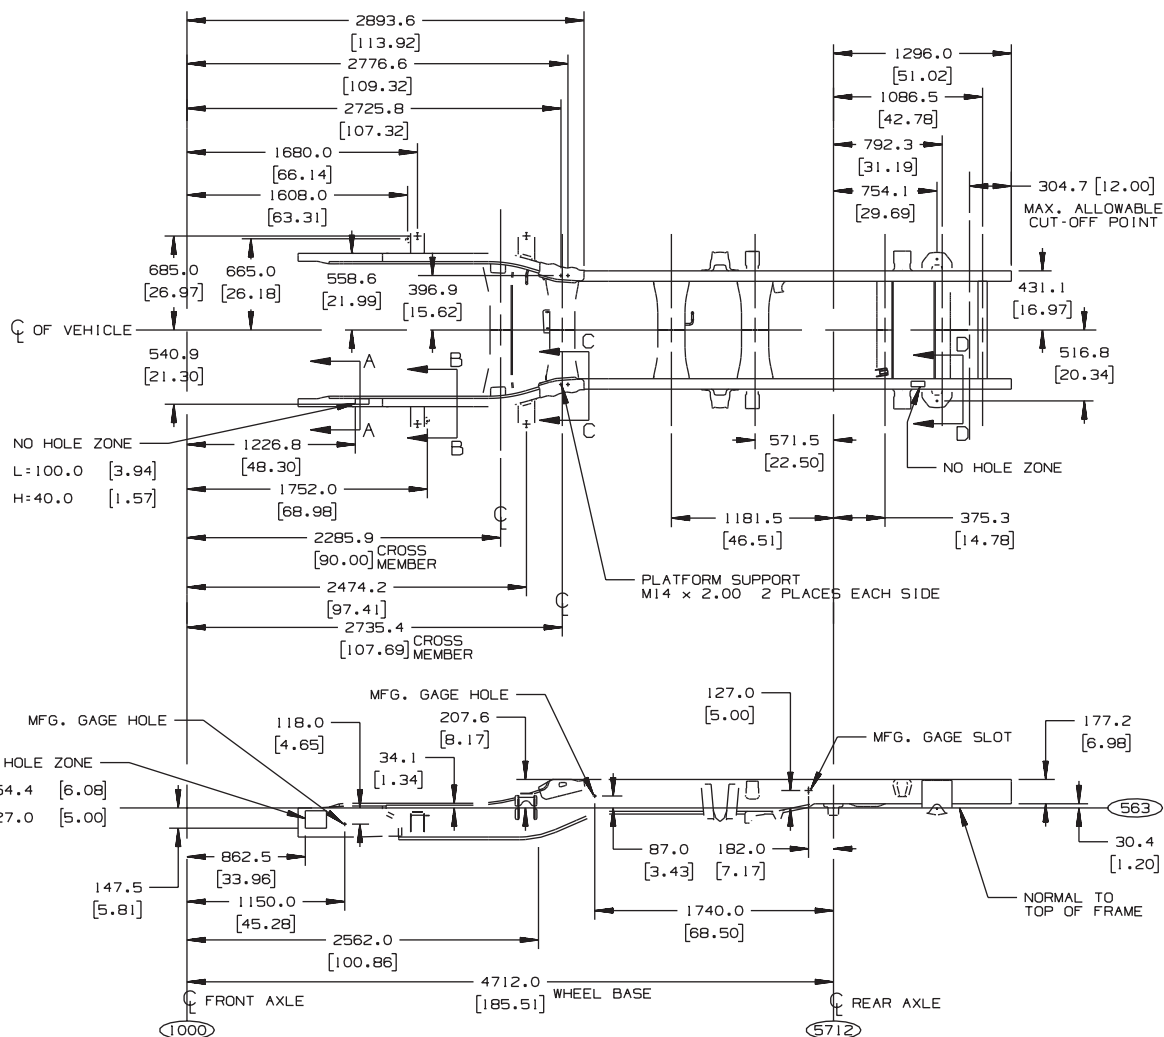 2893.6
[113.92]
1296.0
[51.02]
2776.6
[109.32]
1086.5
[42.78]
2725.8
[107.32]
792.3
[31.19]
1680.0
[66.14]
754.1
[29.69]
304.7 [12.00]
MAX. ALLOWABLE
CUT-OFF POINT
1608.0
[63.31]
685.0
[26.97]
665.0
[26.18]
558.6
[21.99]
396.9
[15.62]
431.1
[16.97]
℄ OF VEHICLE
540.9
[21.30]
A
B
C
D
516.8
[20.34]
A
B
C
D
NO HOLE ZONE
L=100.0 [3.94]
H=40.0 [1.57]
1226.8
[48.30]
571.5
[22.50]
NO HOLE ZONE
1752.0
[68.98]
℄
1181.5
[46.51]
375.3
[14.78]
2285.9
[90.00] CROSS
MEMBER
2474.2
[97.41]
℄
PLATFORM SUPPORT
M14 x 2.00 2 PLACES EACH SIDE
2735.4
[107.69] CROSS
MEMBER
MFG. GAGE HOLE
MFG. GAGE HOLE
118.0
[4.65]
207.6
[8.17]
127.0
[5.00]
MFG. GAGE SLOT
177.2
[6.98]
HOLE ZONE
54.4 [6.08]
27.0 [5.00]
34.1
[1.34]
563
862.5
[33.96]
87.0
[3.43]
182.0
[7.17]
30.4
[1.20]
147.5
[5.81]
1150.0
[45.28]
1740.0
[68.50]
NORMAL TO
TOP OF FRAME
2562.0
[100.86]
4712.0
[185.51] WHEEL BASE
℄ FRONT AXLE
℄ REAR AXLE
1000
5712